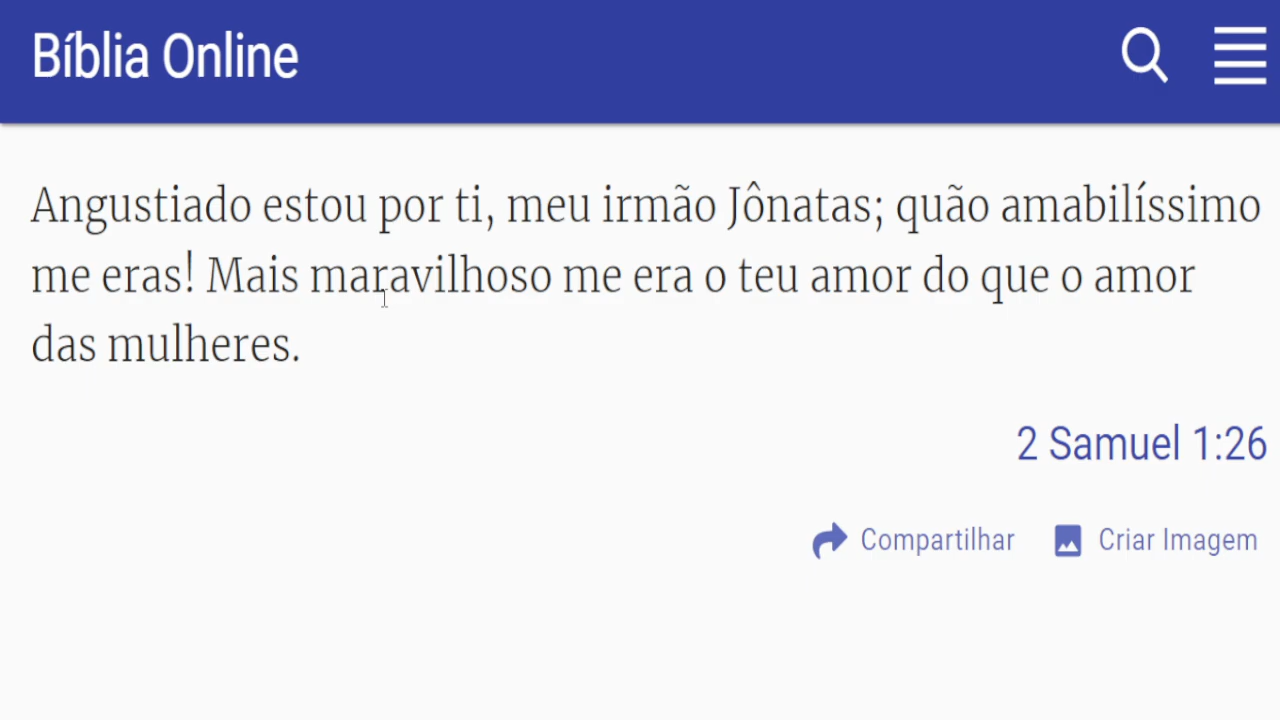 Bíblia Online
Angustiado estou por ti, meu irmão Jônatas; quão amabilíssimo
me eras! Mais maravilhoso me era o teu amor do que o amor
das mulheres.
2 Samuel 1:26
Compartilhar Criar Imagem